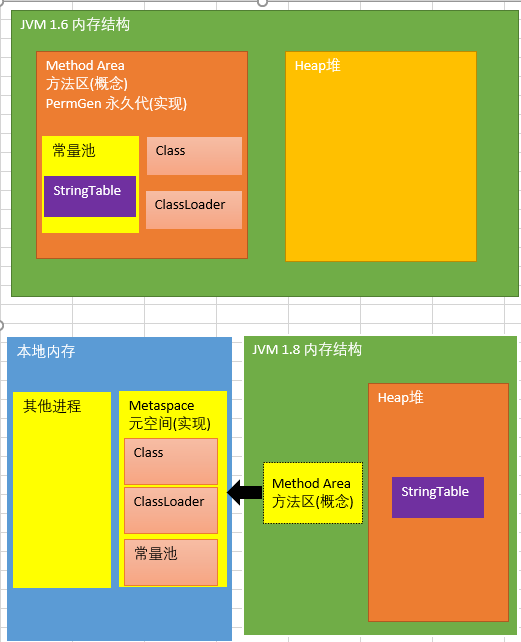 JVM 1.6 内存结构
Method Area
方法区(概念)
PermGen 永久代(实现)
常量池
StringTable
Class
ClassLoader
Heap堆
本地内存
其他进程
Metaspace
元空间(实现)
Class
ClassLoader
常量池
JVM 1.8 内存结构
Method Area
方法区(概念)
Heap堆
StringTable